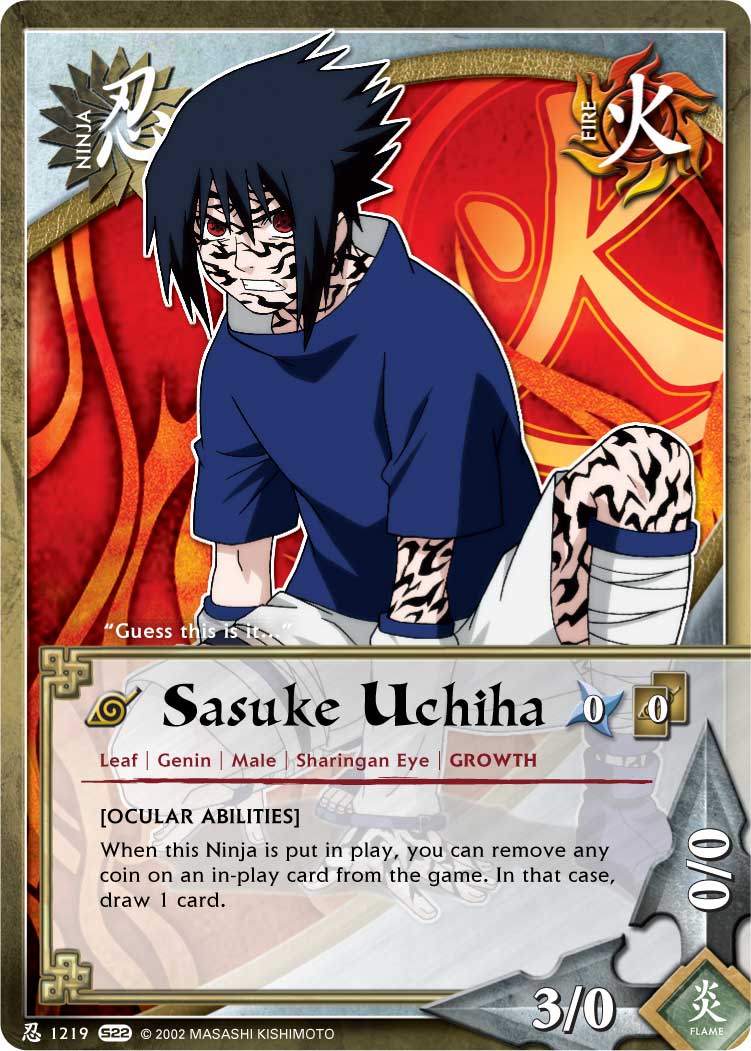 NINJA
忍
FIRE
火
"Guess this is it..."
Sasuke Uchiha 0 0
Leaf | Genin | Male | Sharingan Eye | GROWTH
[OCULAR ABILITIES]
When this Ninja is put in play, you can remove any
coin on an in-play card from the game. In that case,
draw 1 card.
0/0
3/0
炎
FLAME
忍 1219 S22 © 2002 MASASHI KISHIMOTO